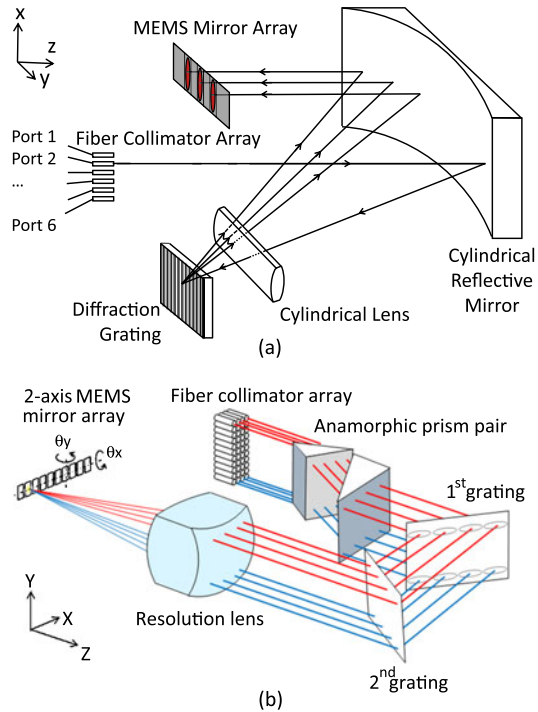 x
z
y
MEMS Mirror Array
Fiber Collimator Array
Port 1
Port 2
...
Port 6
Diffraction
Grating
Cylindrical Lens
Cylindrical
Reflective
Mirror
(a)
2-axis MEMS
mirror array
θy
θx
Fiber collimator array
Anamorphic prism pair
1st grating
Resolution lens
2nd grating
Y
X
Z
(b)